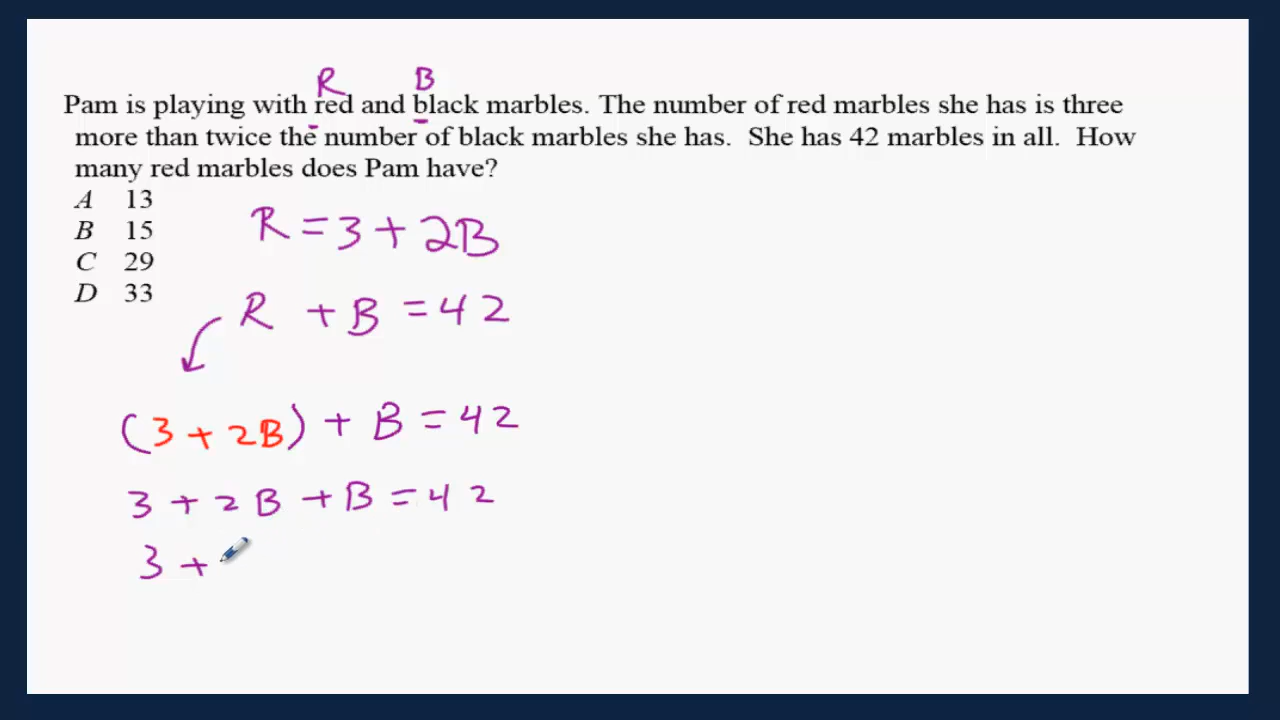 R B
Pam is playing with red and black marbles. The number of red marbles she has is three
more than twice the number of black marbles she has. She has 42 marbles in all. How
many red marbles does Pam have?
A 13
B 15
C 29
D 33
R = 3 + 2B
R + B = 42
(3 + 2B) + B = 42
3 + 2B + B = 42
3 +